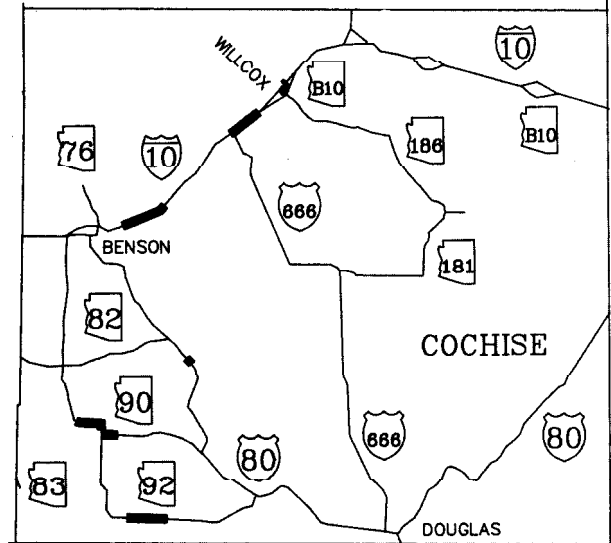 10
WILLCOX
B10
B10
76
10
186
666
BENSON
181
82
COCHISE
90
666
80
80
83
92
DOUGLAS